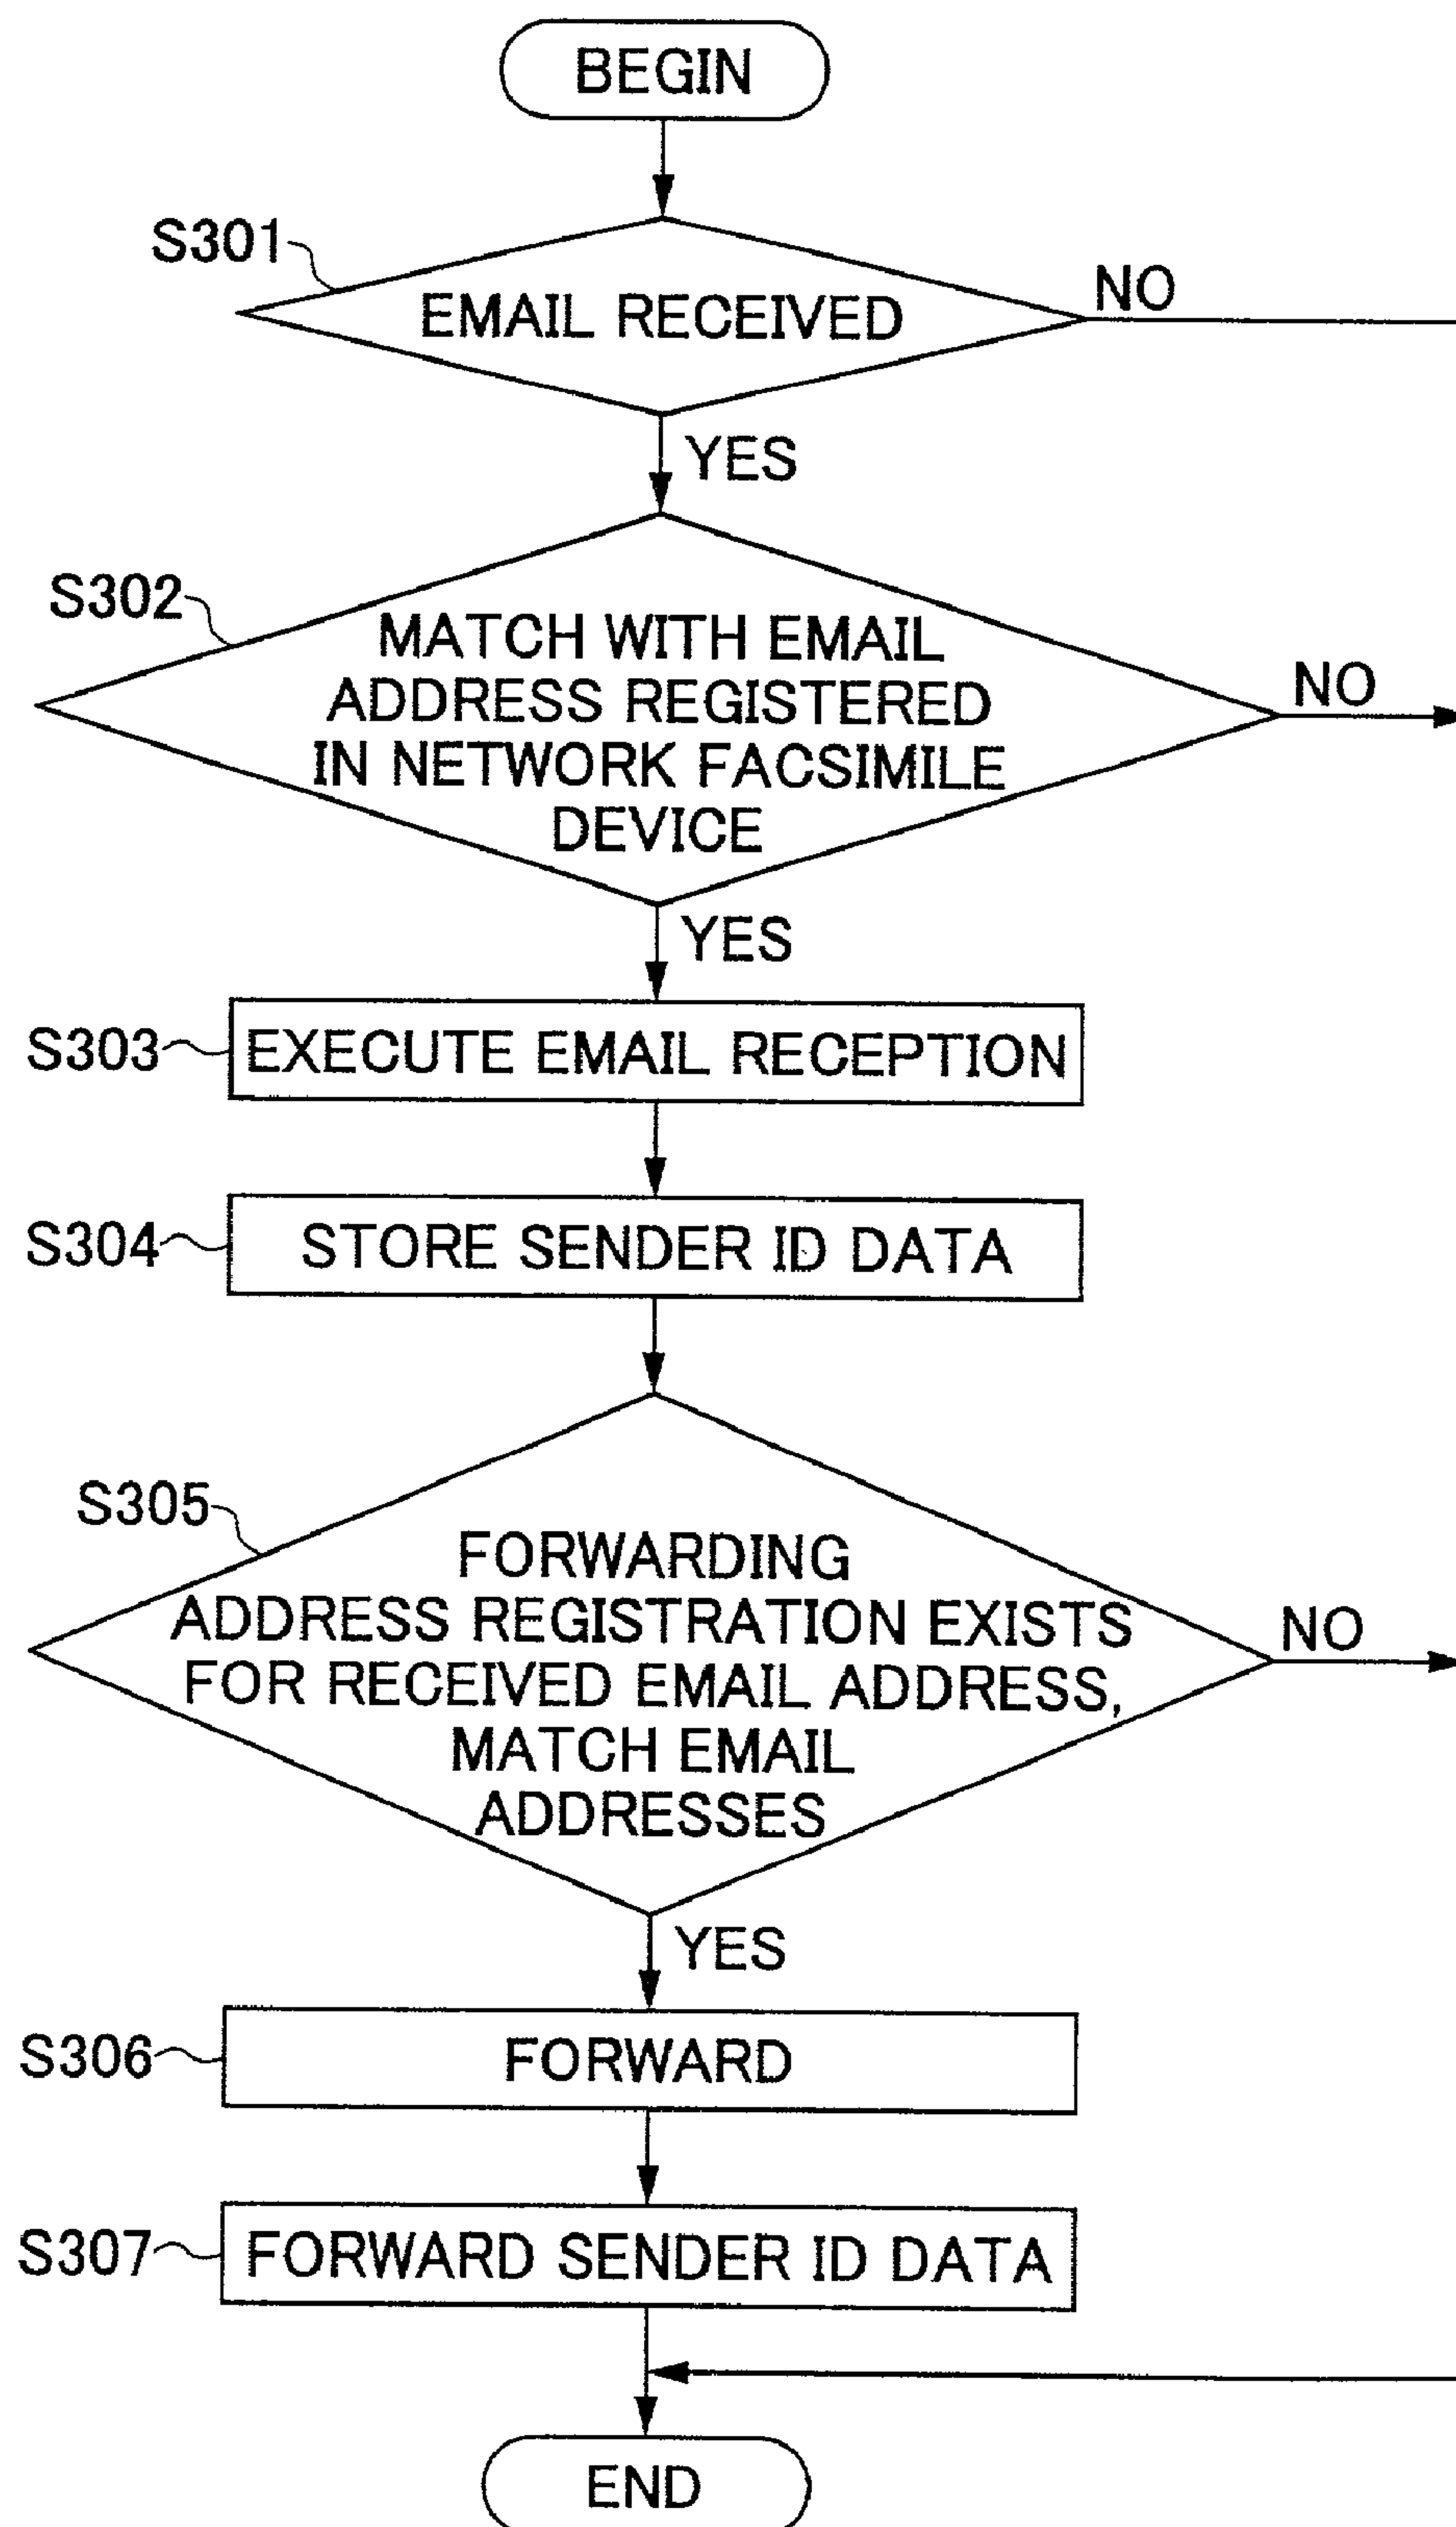 BEGIN
S301
EMAIL RECEIVED
NO
YES
S302
MATCH WITH EMAIL
ADDRESS REGISTERED
IN NETWORK FACSIMILE
DEVICE
NO
YES
S303
EXECUTE EMAIL RECEPTION
S304
STORE SENDER ID DATA
S305
FORWARDING
ADDRESS REGISTRATION EXISTS
FOR RECEIVED EMAIL ADDRESS,
MATCH EMAIL
ADDRESSES
NO
YES
S306
FORWARD
S307
FORWARD SENDER ID DATA
END